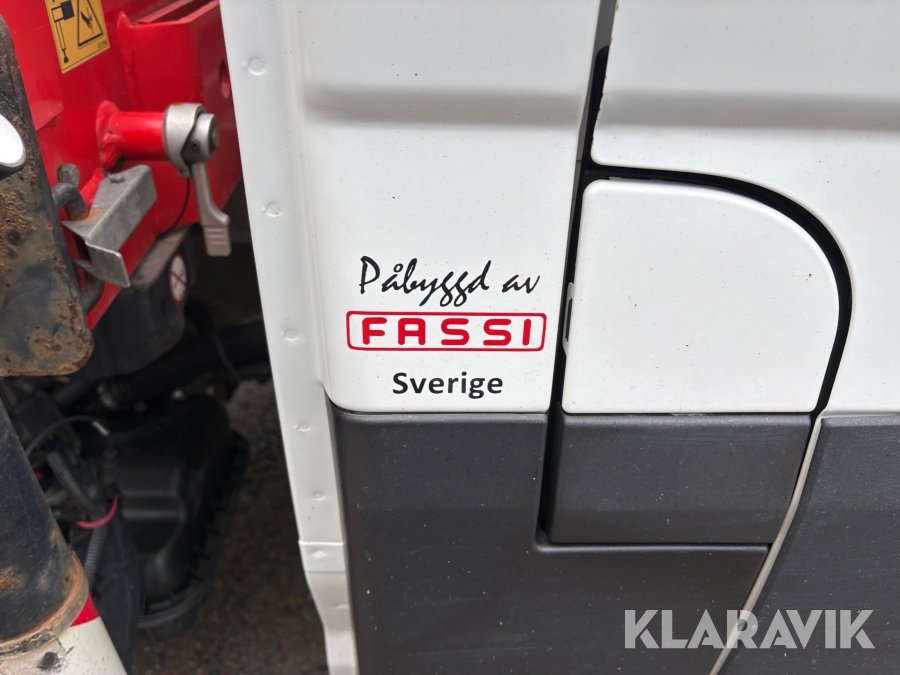 Påbyggd av
FASSI
Sverige
KLARAVIK